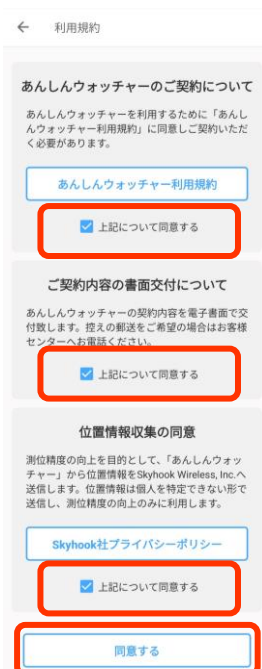 ← 利用規約
あんしんウォッチャーのご契約について
あんしんウォッチャーを利用するために「あんし
んウォッチャー利用規約」に同意しご契約いただ
く必要があります。
あんしんウォッチャー利用規約
上記について同意する
ご契約内容の書面交付について
あんしんウォッチャーの契約内容を電子書面で交
付致します。控えの郵送をご希望の場合はお客様
センターへお電話ください。
上記について同意する
位置情報収集の同意
測位精度の向上を目的として、「あんしんウォッ
チャー」から位置情報をSkyhook Wireless, Inc.へ
送信します。位置情報は個人を特定できない形で
送信し、測位精度の向上のみに利用します。
Skyhook社プライバシーポリシー
上記について同意する
同意する